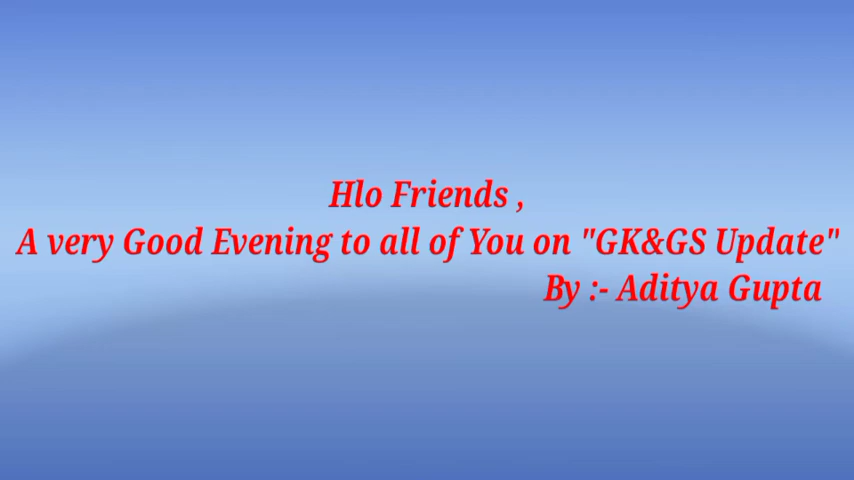 Hlo Friends ,
A very Good Evening to all of You on "GK&GS Update"
By :- Aditya Gupta